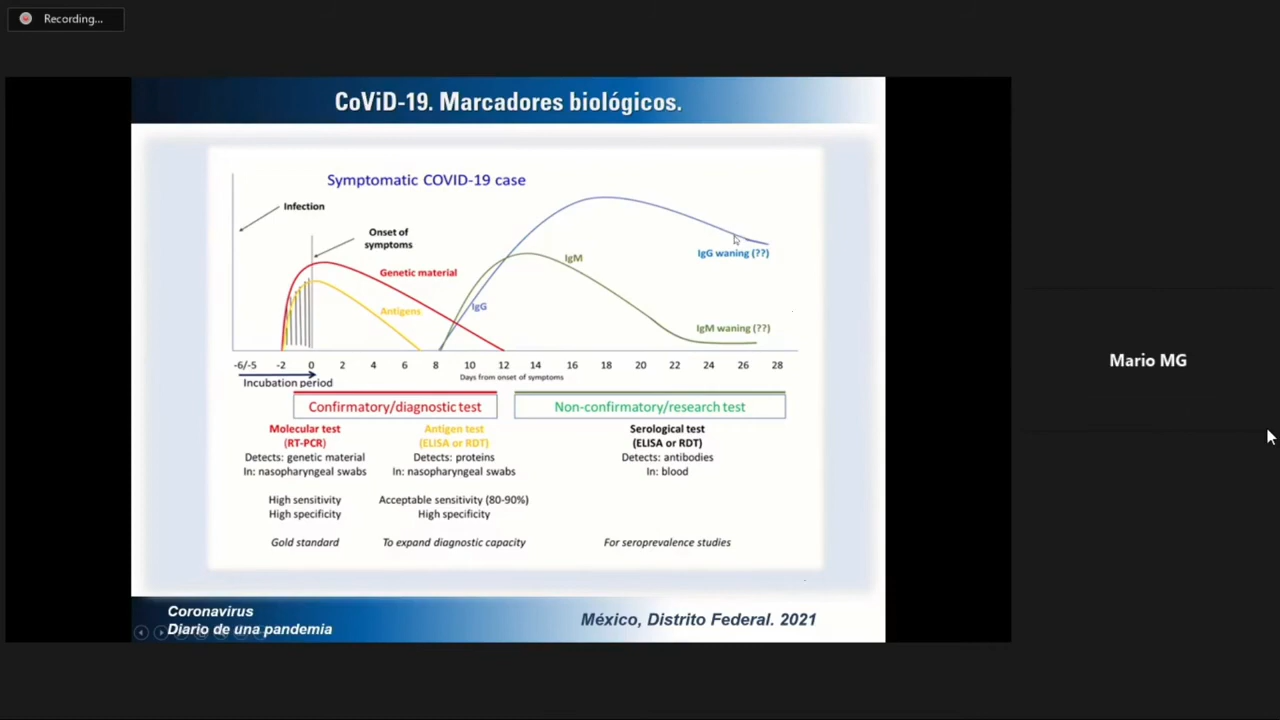 Recording...
CoViD-19. Marcadores biológicos.
Symptomatic COVID-19 case
Infection
Onset of
symptoms
Genetic material
Antigens
IgM
IgG
IgG waning (??)
IgM waning (??)
-6/-5 -2 0 2 4 6 8 10 12 14 16 18 20 22 24 26 28
Days from onset of symptoms
Incubation period
Confirmatory/diagnostic test
Non-confirmatory/research test
Molecular test
(RT-PCR)
Detects: genetic material
In: nasopharyngeal swabs
High sensitivity
High specificity
Gold standard
Antigen test
(ELISA or RDT)
Detects: proteins
In: nasopharyngeal swabs
Acceptable sensitivity (80-90%)
High specificity
To expand diagnostic capacity
Serological test
(ELISA or RDT)
Detects: antibodies
In: blood
For seroprevalence studies
Coronavirus
Diario de una pandemia
México, Distrito Federal. 2021
Mario MG